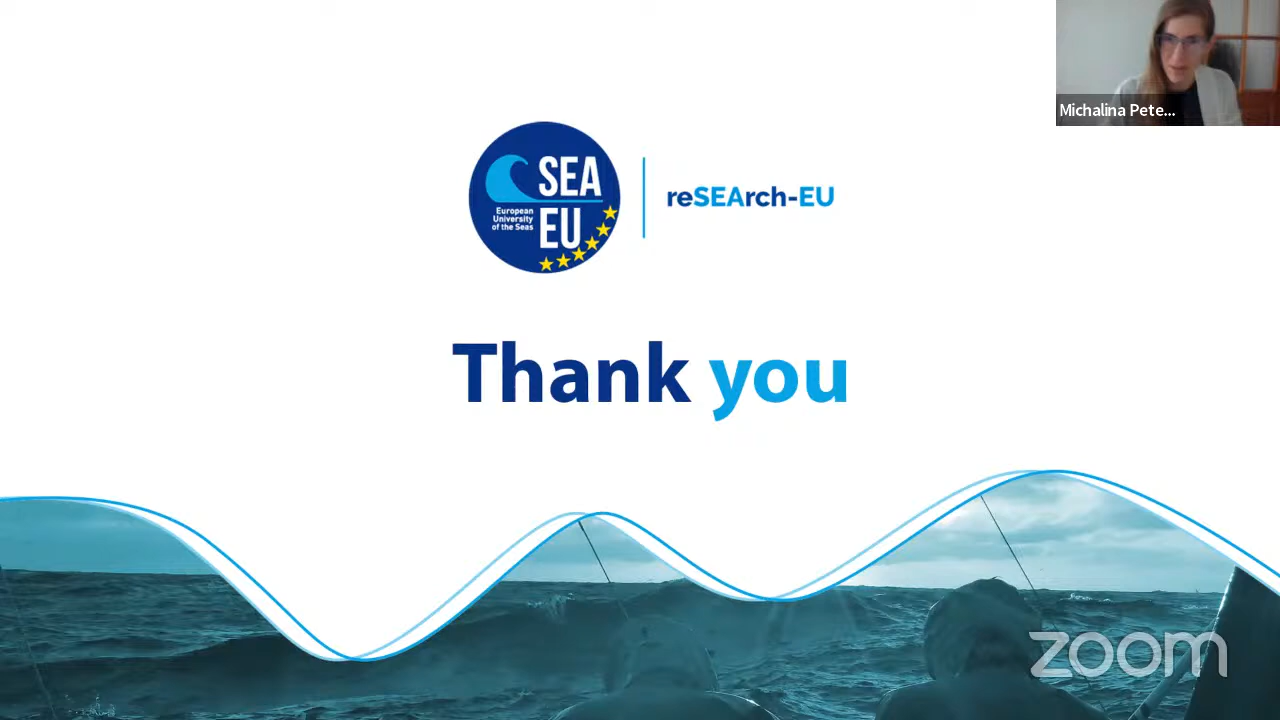 Michalina Pete...
SEA
EU
European
University
of the Seas
reSEArch-EU
Thank you
zoom